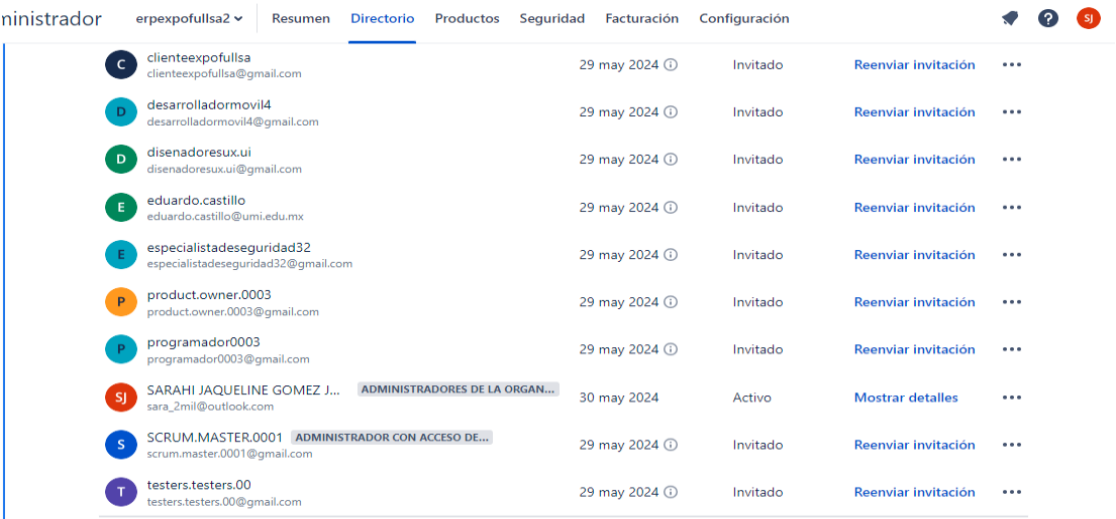 ministrador erpexpofullsa2 Resumen Directorio Productos Seguridad Facturación Configuración SJ
C clienteexpofullsa 29 may 2024 Invitado Reenviar invitación
clienteexpofullsa@gmail.com
D desarrolladormovil4 29 may 2024 Invitado Reenviar invitación
desarrolladormovil4@gmail.com
D disenadoresux.ui 29 may 2024 Invitado Reenviar invitación
disenadoresux.ui@gmail.com
E eduardo.castillo 29 may 2024 Invitado Reenviar invitación
eduardo.castillo@umi.edu.mx
E especialistadeseguridad32 29 may 2024 Invitado Reenviar invitación
especialistadeseguridad32@gmail.com
P product.owner.0003 29 may 2024 Invitado Reenviar invitación
product.owner.0003@gmail.com
P programador0003 29 may 2024 Invitado Reenviar invitación
programador0003@gmail.com
SJ SARAHI JAQUELINE GOMEZ J... ADMINISTRADORES DE LA ORGAN... 30 may 2024 Activo Mostrar detalles
sara_2mil@outlook.com
S SCRUM.MASTER.0001 ADMINISTRADOR CON ACCESO DE... 29 may 2024 Invitado Reenviar invitación
scrum.master.0001@gmail.com
T testers.testers.00 29 may 2024 Invitado Reenviar invitación
testers.testers.00@gmail.com